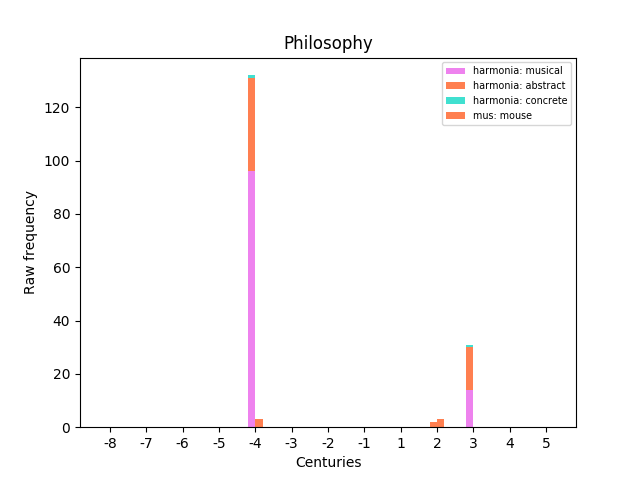 Philosophy
harmonia: musical
harmonia: abstract
harmonia: concrete
mus: mouse
Raw frequency
120
100
80
60
40
20
0
-8 -7 -6 -5 -4 -3 -2 -1 1 2 3 4 5
Centuries